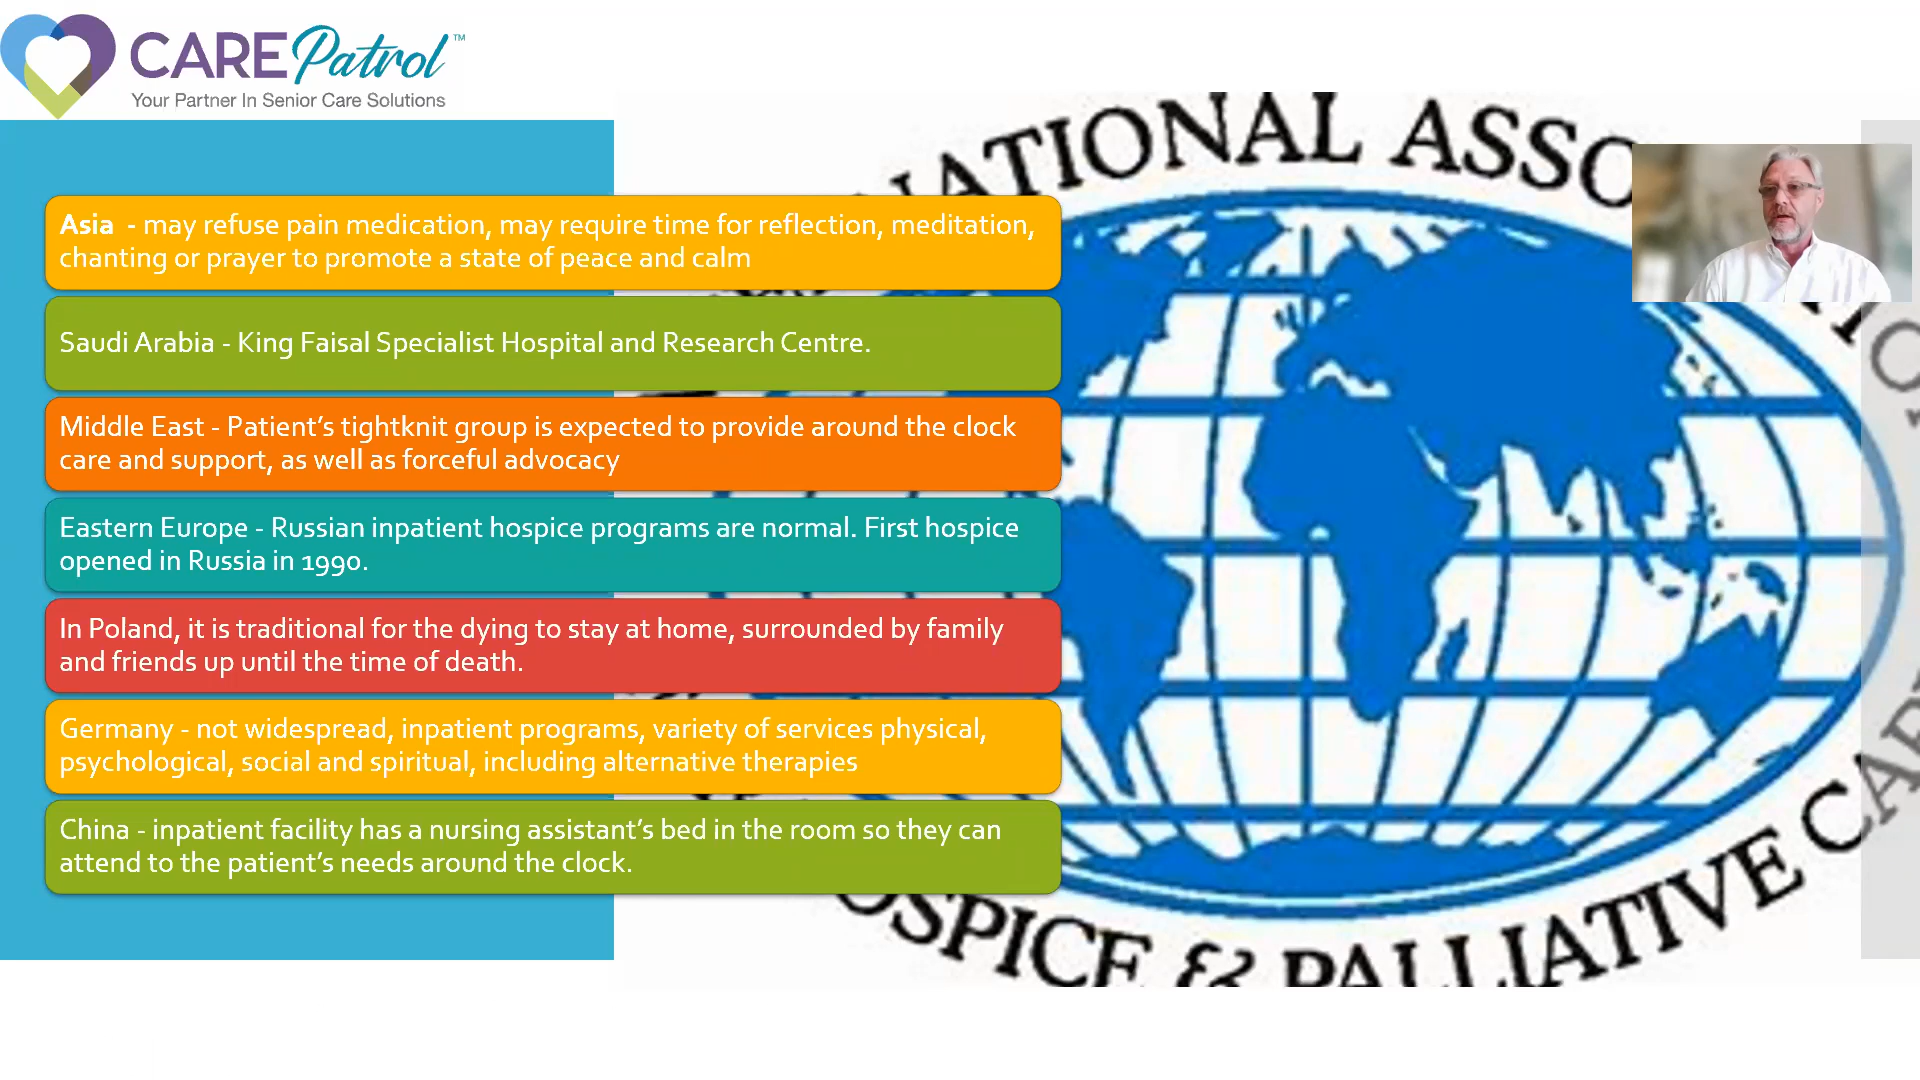 CARE Patrol™
Your Partner In Senior Care Solutions
NATIONAL ASSO
Asia - may refuse pain medication, may require time for reflection, meditation,
chanting or prayer to promote a state of peace and calm
Saudi Arabia - King Faisal Specialist Hospital and Research Centre.
Middle East - Patient’s tightknit group is expected to provide around the clock
care and support, as well as forceful advocacy
Eastern Europe - Russian inpatient hospice programs are normal. First hospice
opened in Russia in 1990.
In Poland, it is traditional for the dying to stay at home, surrounded by family
and friends up until the time of death.
Germany - not widespread, inpatient programs, variety of services physical,
psychological, social and spiritual, including alternative therapies
China - inpatient facility has a nursing assistant’s bed in the room so they can
attend to the patient’s needs around the clock.
OSPICE & PALLIATIVE CAR